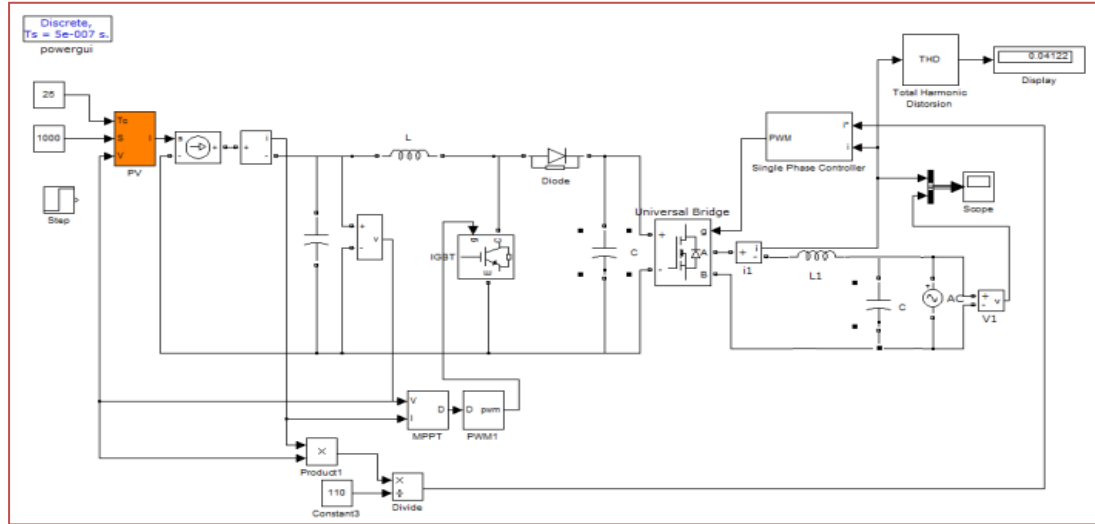 Discrete,
Ts = 5e-007 s.
powergui
25
1000
Tc
S
V
I
PV
Step
s
-
+
+
i
-
L
+
-
v
IGBT
g
C
E
Diode
C
Universal Bridge
+
-
g
A
B
PWM
i*
i
Single Phase Controller
THD
Total Harmonic
Distorsion
0.04122
Display
Scope
+
i
-
i1
L1
C
+
AC
+
-
v
V1
V
I
D
MPPT
D
pwm
PWM1
×
Product1
110
Constant3
×
÷
Divide